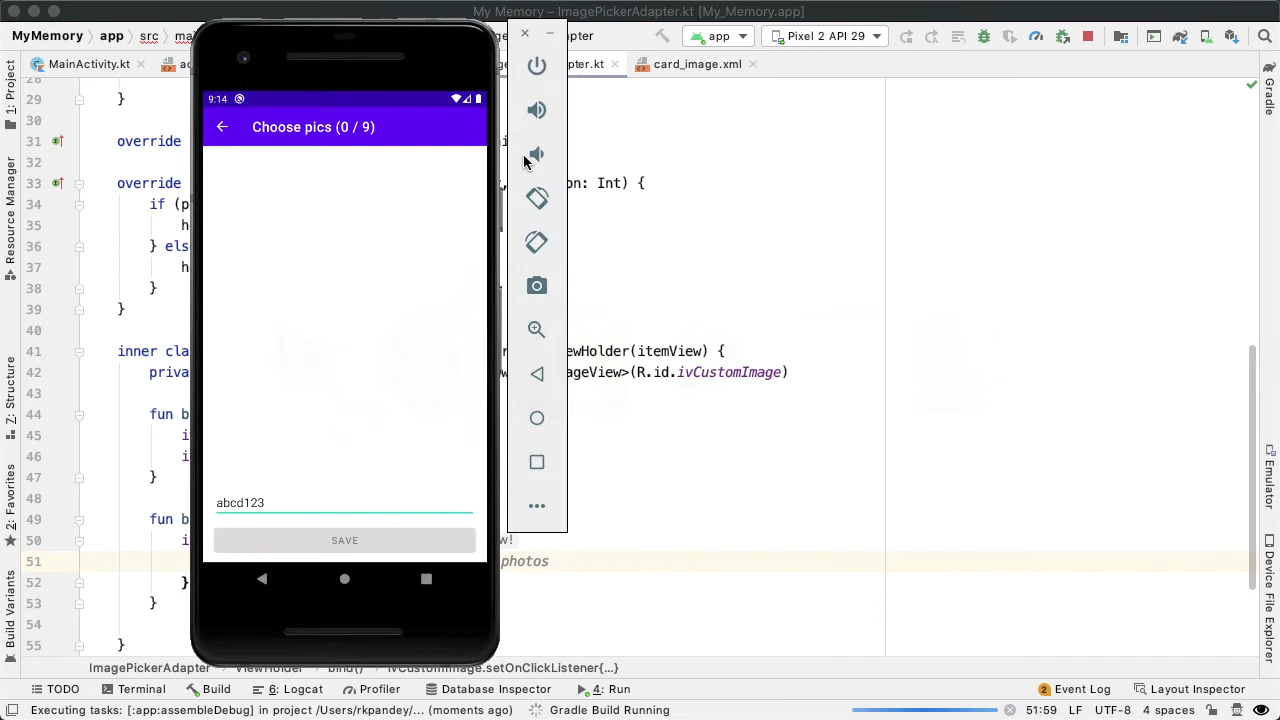 My Memory – ImagePickerAdapter.kt [My_Memory.app]
MyMemory
app
src
apter
app
Pixel 2 API 29
MainActivity.kt
pter.kt
card_image.xml
1: Project
Resource Manager
Z: Structure
2: Favorites
Build Variants
Gradle
Emulator
Device File Explorer
9:14
Choose pics (0 / 9)
abcd123
SAVE
28
29 }
30
31 override
32
33 override on: Int) {
34 if (p
35 h
36 } els
37 h
38 }
39 }
40
41 inner cla ewHolder(itemView) {
42 priva ageView>(R.id.ivCustomImage)
43
44 fun b
45 i
46 i
47 }
48
49 fun b
50 i w!
51 photos
52 }
53 }
54
55 }
ImagePickerAdapter ViewHolder bind() ivCustomImage.setOnClickListener{...}
TODO Terminal Build 6: Logcat Profiler Database Inspector 4: Run 2 Event Log Layout Inspector
Executing tasks: [:app:assembleDebug] in project /Users/rkpandey/... (moments ago) Gradle Build Running 51:59 LF UTF-8 4 spaces